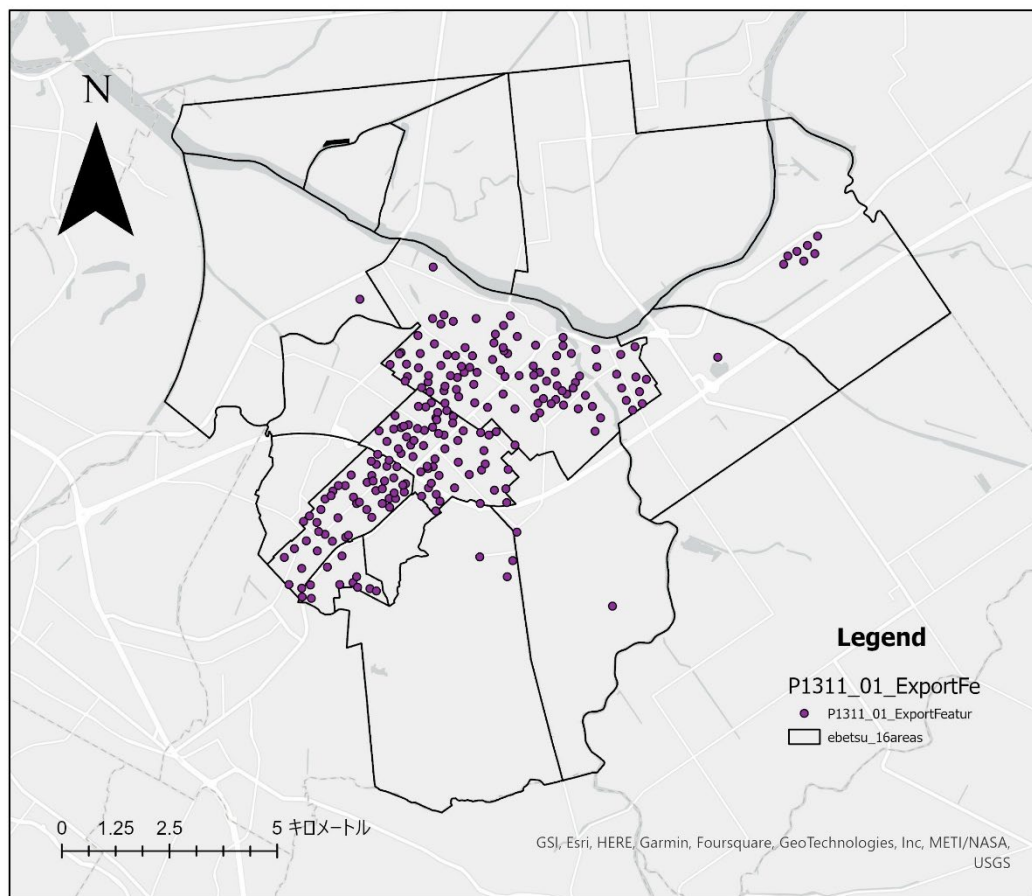 N
Legend
P1311_01_ExportFe
P1311_01_ExportFeatur
ebetsu_16areas
0 1.25 2.5 5 キロメートル
GSI, Esri, HERE, Garmin, Foursquare, GeoTechnologies, Inc, METI/NASA,
USGS